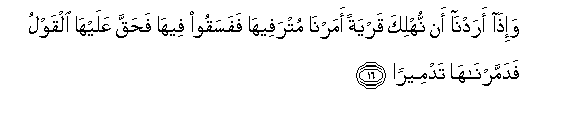 وَإِذَآ أَرَدْنَآ أَن نُّهْلِكَ قَرْيَةً أَمَرْنَا مُتْرَفِيهَا فَفَسَقُوا۟ فِيهَا فَحَقَّ عَلَيْهَا ٱلْقَوْلُ
فَدَمَّرْنَـٰهَا تَدْمِيرًا ١٦